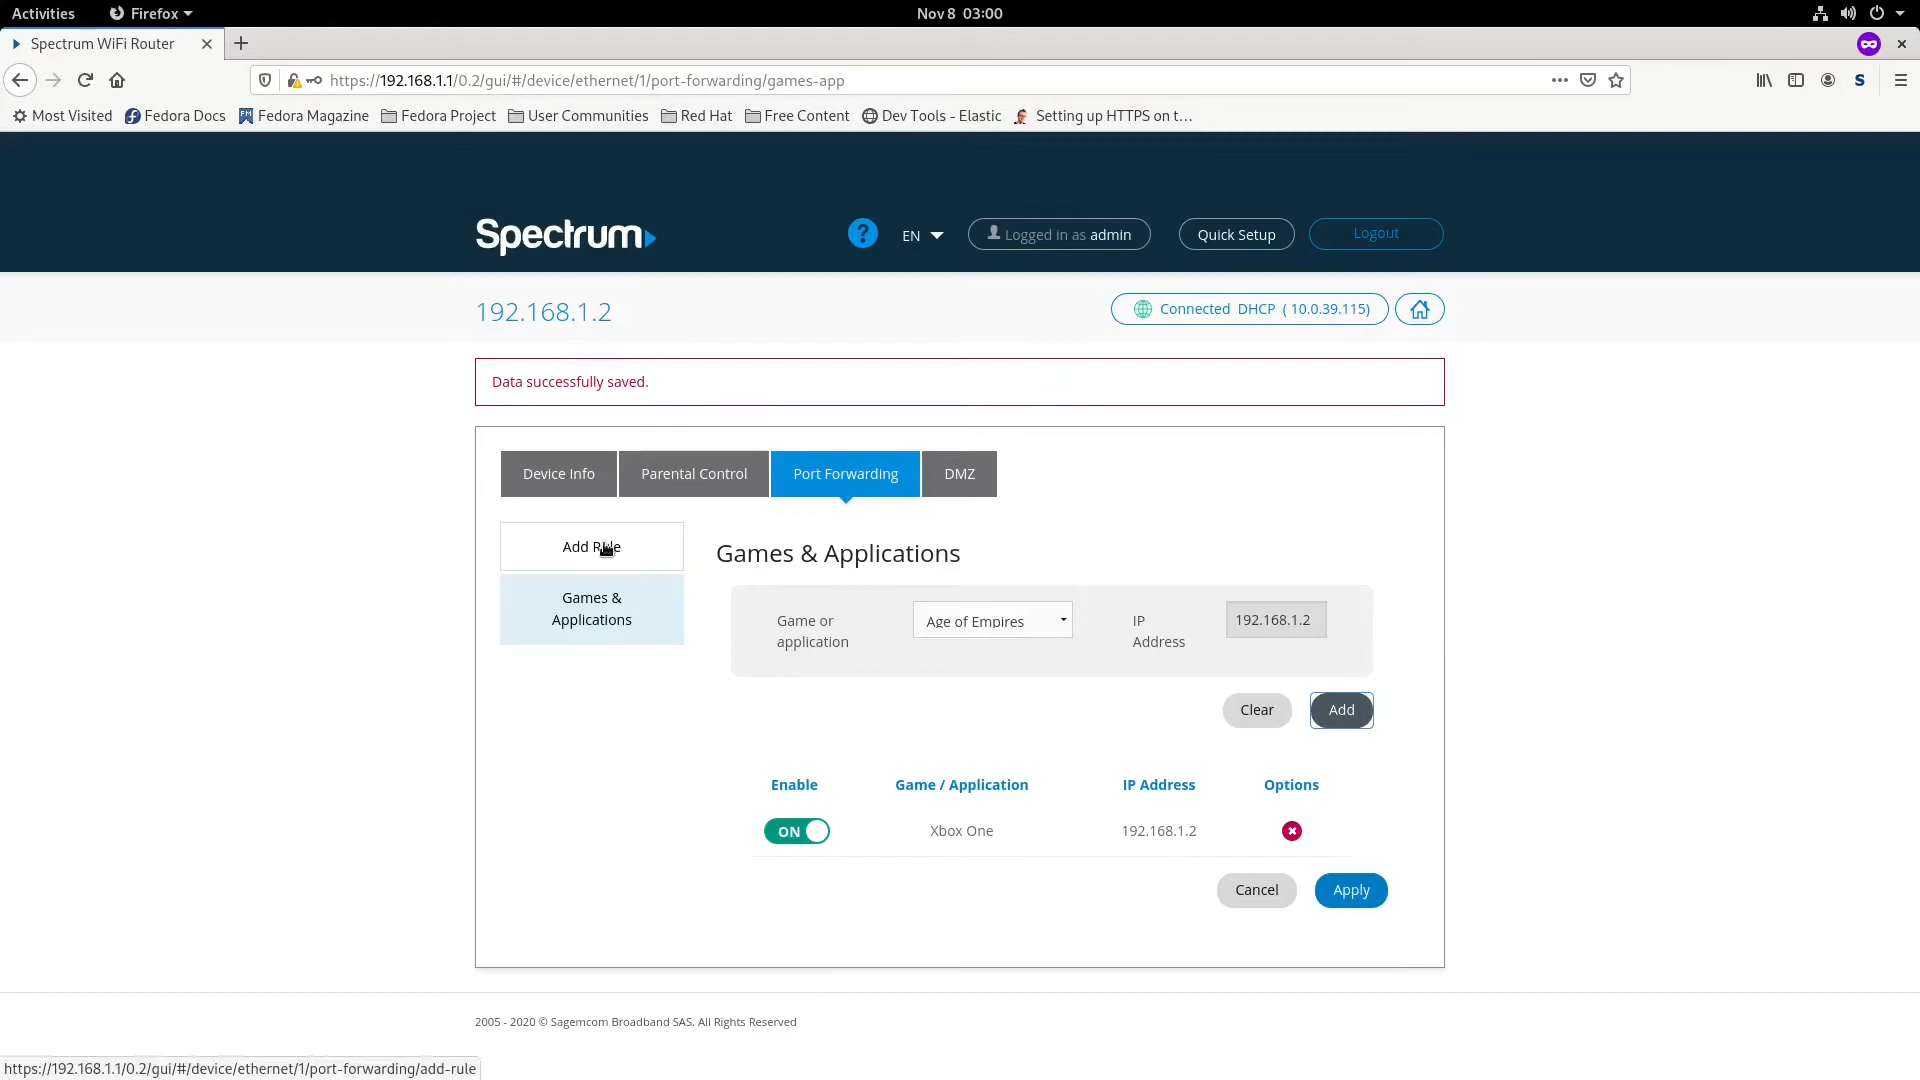 Activities
Firefox
Nov 8 03:00
Spectrum WiFi Router
https://192.168.1.1/0.2/gui/#/device/ethernet/1/port-forwarding/games-app
Most Visited
Fedora Docs
Fedora Magazine
Fedora Project
User Communities
Red Hat
Free Content
Dev Tools - Elastic
Setting up HTTPS on t…
Spectrum
?
EN
Logged in as admin
Quick Setup
Logout
192.168.1.2
Connected DHCP ( 10.0.39.115)
Data successfully saved.
Device Info
Parental Control
Port Forwarding
DMZ
Add Rule
Games &
Applications
Games & Applications
Game or
application
Age of Empires
IP
Address
192.168.1.2
Clear
Add
Enable
Game / Application
IP Address
Options
ON
Xbox One
192.168.1.2
Cancel
Apply
2005 - 2020 © Sagemcom Broadband SAS. All Rights Reserved
https://192.168.1.1/0.2/gui/#/device/ethernet/1/port-forwarding/add-rule